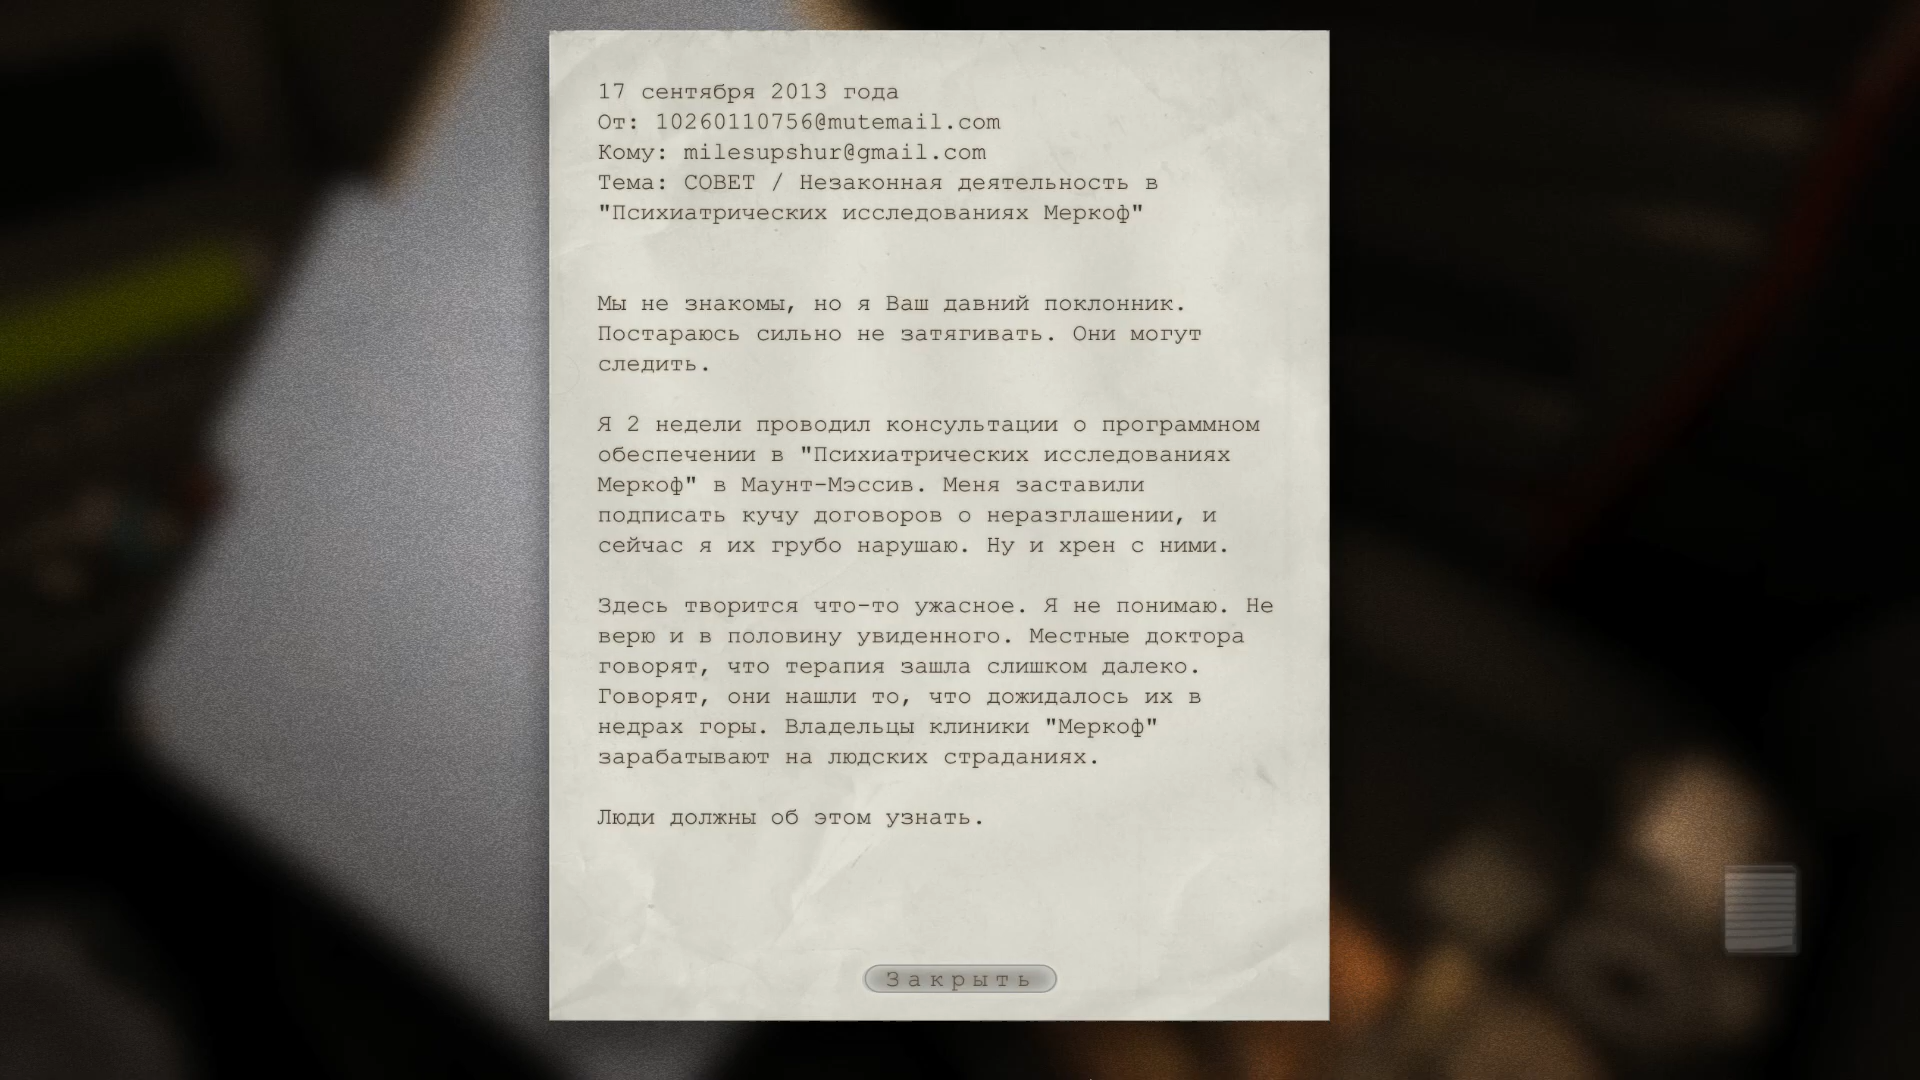 17 сентября 2013 года
От: 10260110756@mutemail.com
Кому: milesupshur@gmail.com
Тема: СОВЕТ / Незаконная деятельность в
"Психиатрических исследованиях Меркоф"
Мы не знакомы, но я Ваш давний поклонник.
Постараюсь сильно не затягивать. Они могут
следить.
Я 2 недели проводил консультации о программном
обеспечении в "Психиатрических исследованиях
Меркоф" в Маунт-Мэссив. Меня заставили
подписать кучу договоров о неразглашении, и
сейчас я их грубо нарушаю. Ну и хрен с ними.
Здесь творится что-то ужасное. Я не понимаю. Не
верю и в половину увиденного. Местные доктора
говорят, что терапия зашла слишком далеко.
Говорят, они нашли то, что дожидалось их в
недрах горы. Владельцы клиники "Меркоф"
зарабатывают на людских страданиях.
Люди должны об этом узнать.
Закрыть